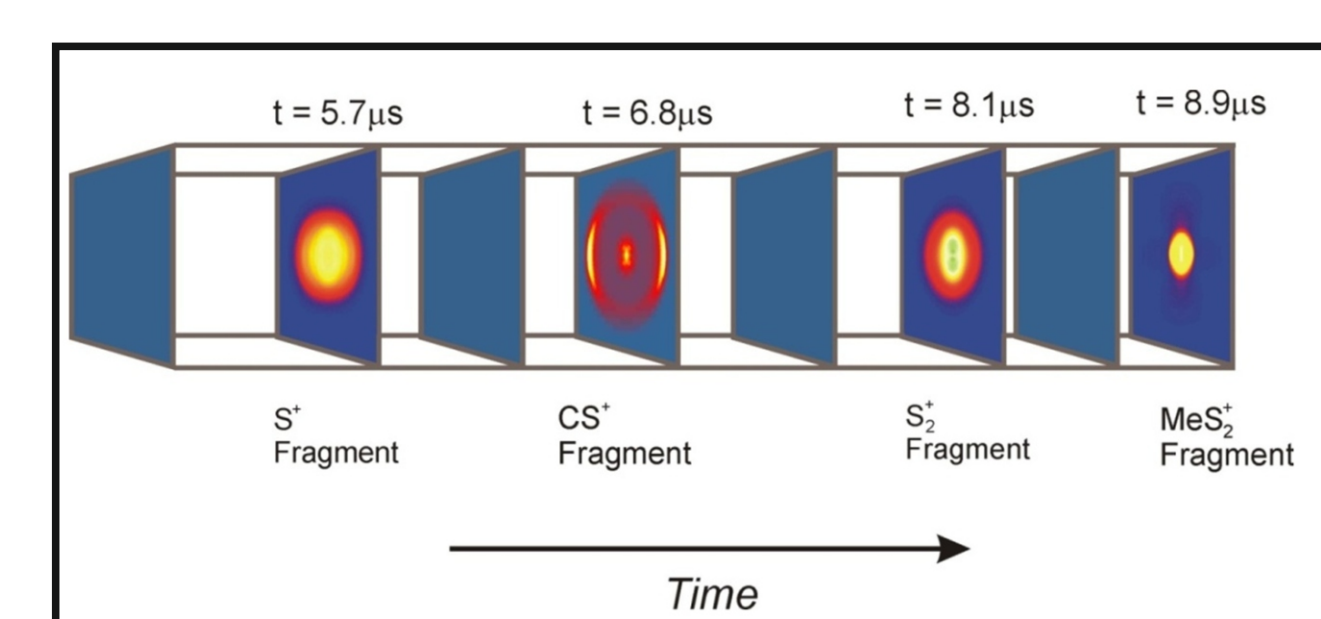 t = 5.7μs
t = 6.8μs
t = 8.1μs
t = 8.9μs
S⁺
Fragment
CS⁺
Fragment
S₂⁺
Fragment
MeS₂⁺
Fragment
Time